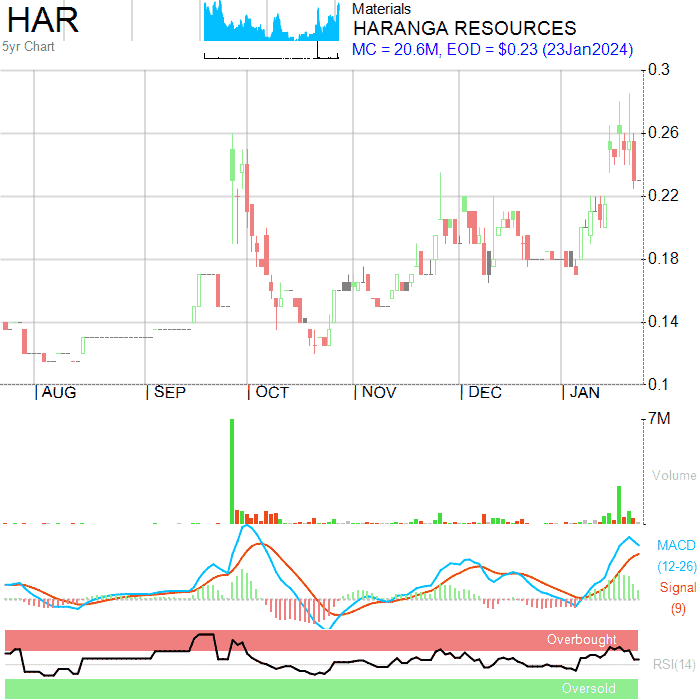 HAR
5yr Chart
Materials
HARANGA RESOURCES
MC = 20.6M, EOD = $0.23 (23Jan2024)
0.3
0.26
0.22
0.18
0.14
0.1
AUG SEP OCT NOV DEC JAN
7M
Volume
MACD
(12-26)
Signal
(9)
Overbought
RSI(14)
Oversold